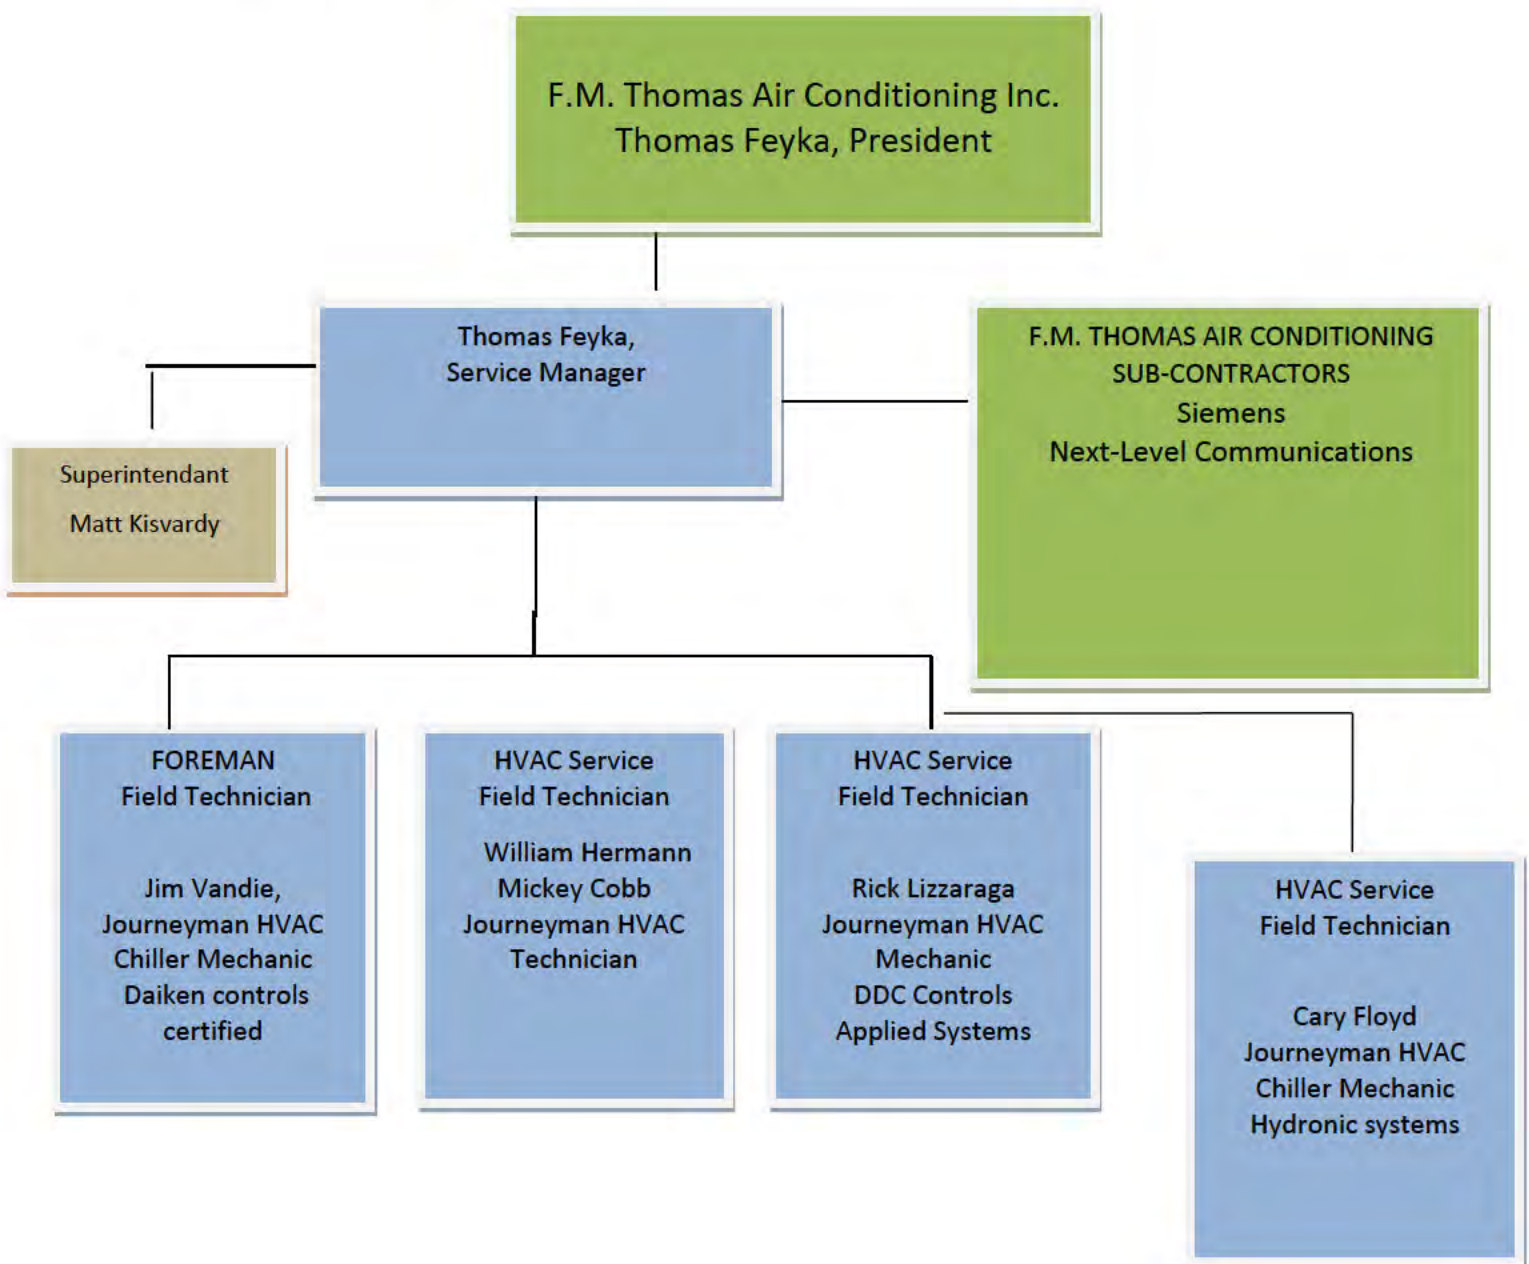 F.M. Thomas Air Conditioning Inc.
Thomas Feyka, President
Thomas Feyka,
Service Manager
F.M. THOMAS AIR CONDITIONING
SUB-CONTRACTORS
Siemens
Next-Level Communications
Superintendant
Matt Kisvardy
FOREMAN
Field Technician
Jim Vandie,
Journeyman HVAC
Chiller Mechanic
Daiken controls
certified
HVAC Service
Field Technician
William Hermann
Mickey Cobb
Journeyman HVAC
Technician
HVAC Service
Field Technician
Rick Lizzaraga
Journeyman HVAC
Mechanic
DDC Controls
Applied Systems
HVAC Service
Field Technician
Cary Floyd
Journeyman HVAC
Chiller Mechanic
Hydronic systems